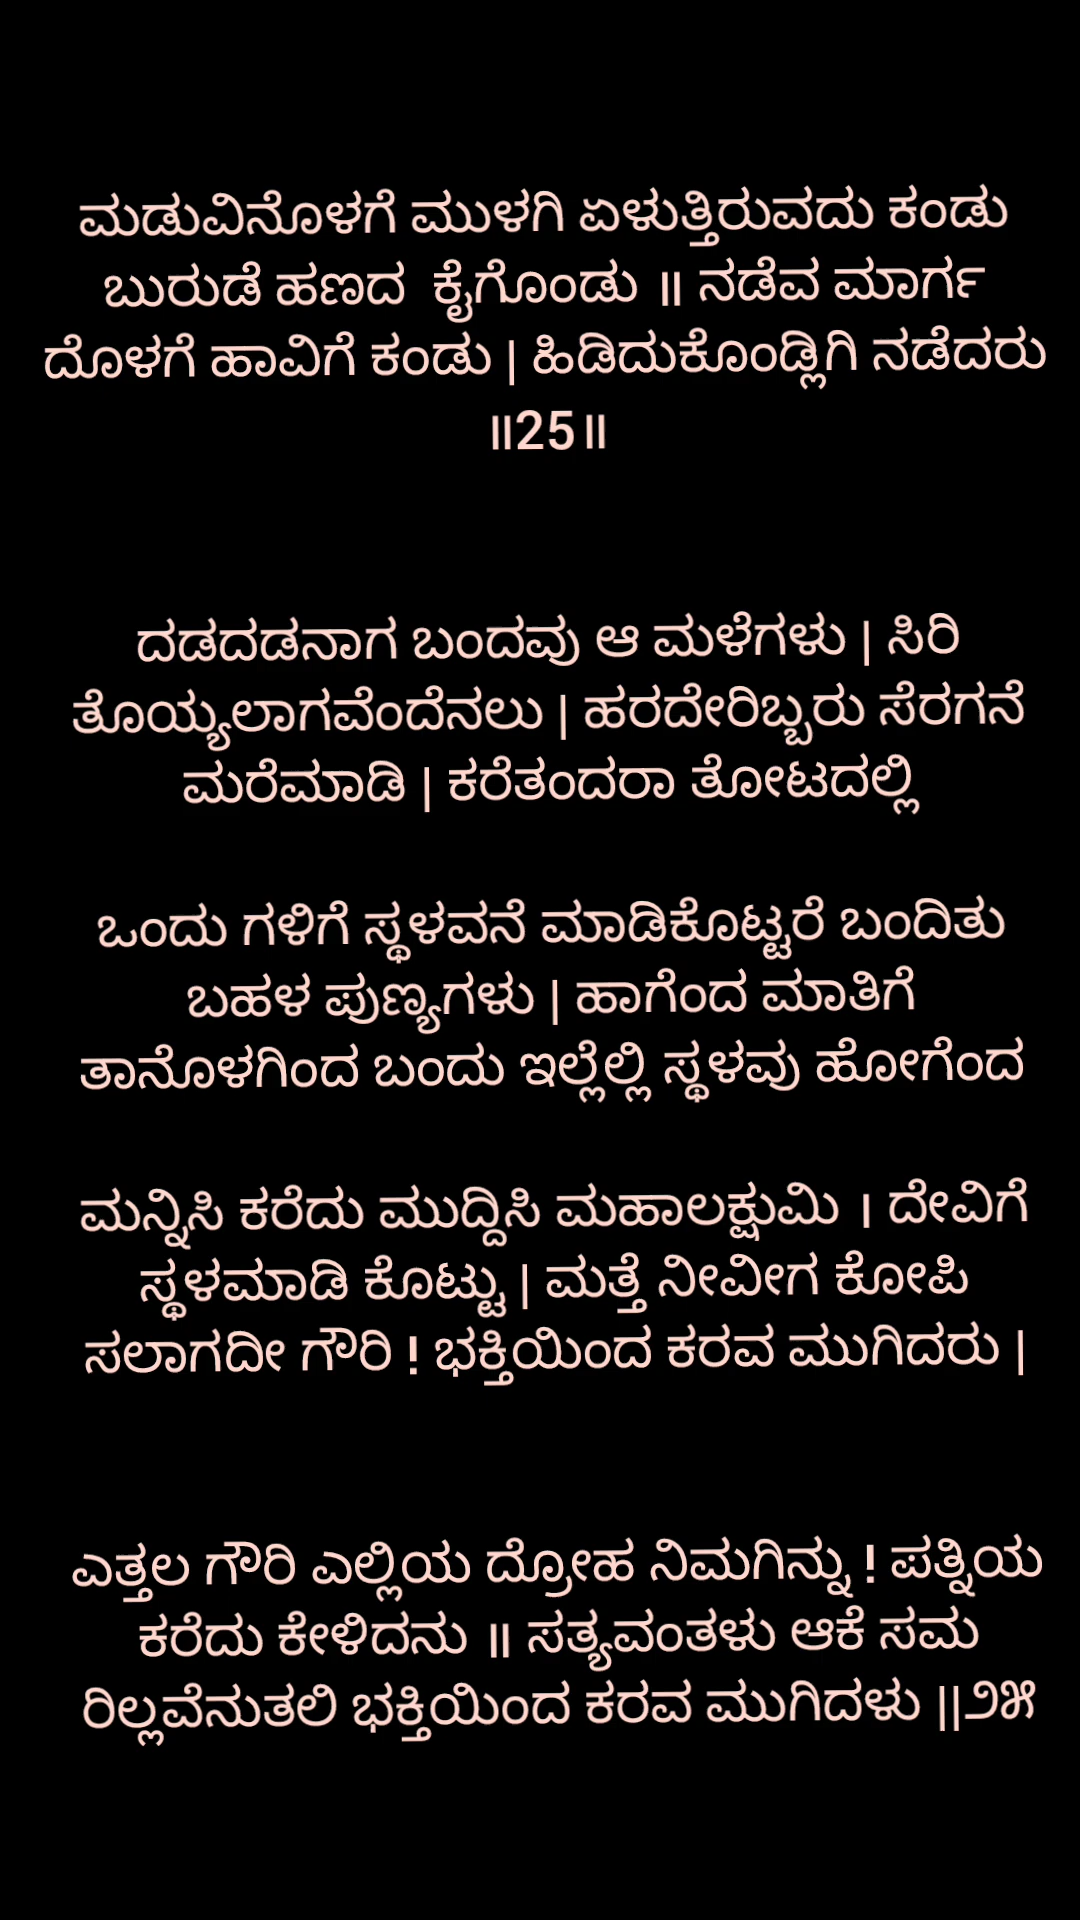 ಮಡುವಿನೊಳಗೆ ಮುಳಗಿ ಏಳುತ್ತಿರುವದು ಕಂಡು
ಬುರುಡೆ ಹಣದ ಕೈಗೊಂಡು ॥ ನಡೆವ ಮಾರ್ಗ
ದೊಳಗೆ ಹಾವಿಗೆ ಕಂಡು | ಹಿಡಿದುಕೊಂಡ್ಲಿಗಿ ನಡೆದರು
॥25॥
ದಡದಡನಾಗ ಬಂದವು ಆ ಮಳೆಗಳು | ಸಿರಿ
ತೊಯ್ಯಲಾಗವೆಂದೆನಲು | ಹರದೇರಿಬ್ಬರು ಸೆರಗನೆ
ಮರೆಮಾಡಿ | ಕರೆತಂದರಾ ತೋಟದಲ್ಲಿ
ಒಂದು ಗಳಿಗೆ ಸ್ಥಳವನೆ ಮಾಡಿಕೊಟ್ಟರೆ ಬಂದಿತು
ಬಹಳ ಪುಣ್ಯಗಳು | ಹಾಗೆಂದ ಮಾತಿಗೆ
ತಾನೊಳಗಿಂದ ಬಂದು ಇಲ್ಲೆಲ್ಲಿ ಸ್ಥಳವು ಹೋಗೆಂದ
ಮನ್ನಿಸಿ ಕರೆದು ಮುದ್ದಿಸಿ ಮಹಾಲಕ್ಷುಮಿ । ದೇವಿಗೆ
ಸ್ಥಳಮಾಡಿ ಕೊಟ್ಟು | ಮತ್ತೆ ನೀವೀಗ ಕೋಪಿ
ಸಲಾಗದೀ ಗೌರಿ ! ಭಕ್ತಿಯಿಂದ ಕರವ ಮುಗಿದರು |
ಎತ್ತಲ ಗೌರಿ ಎಲ್ಲಿಯ ದ್ರೋಹ ನಿಮಗಿನ್ನು ! ಪತ್ನಿಯ
ಕರೆದು ಕೇಳಿದನು ॥ ಸತ್ಯವಂತಳು ಆಕೆ ಸಮ
ರಿಲ್ಲವೆನುತಲಿ ಭಕ್ತಿಯಿಂದ ಕರವ ಮುಗಿದಳು ||೨೫